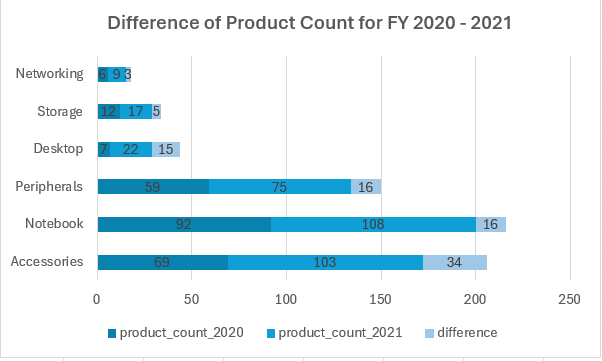 Difference of Product Count for FY 2020 - 2021
Networking 6 9 3
Storage 12 17 5
Desktop 7 22 15
Peripherals 59 75 16
Notebook 92 108 16
Accessories 69 103 34
0 50 100 150 200 250
product_count_2020 product_count_2021 difference